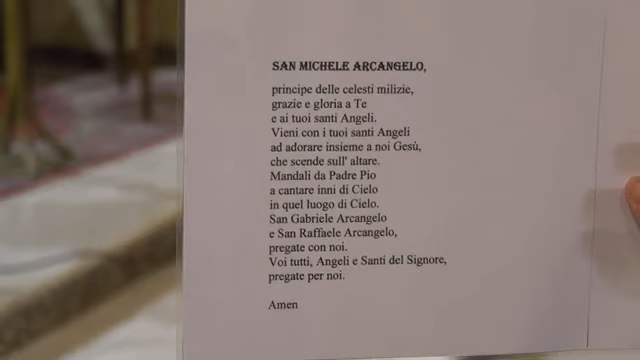 SAN MICHELE ARCANGELO,
principe delle celesti milizie,
grazie e gloria a Te
e ai tuoi santi Angeli.
Vieni con i tuoi santi Angeli
ad adorare insieme a noi Gesù,
che scende sull' altare.
Mandali da Padre Pio
a cantare inni di Cielo
in quel luogo di Cielo.
San Gabriele Arcangelo
e San Raffaele Arcangelo,
pregate con noi.
Voi tutti, Angeli e Santi del Signore,
pregate per noi.
Amen